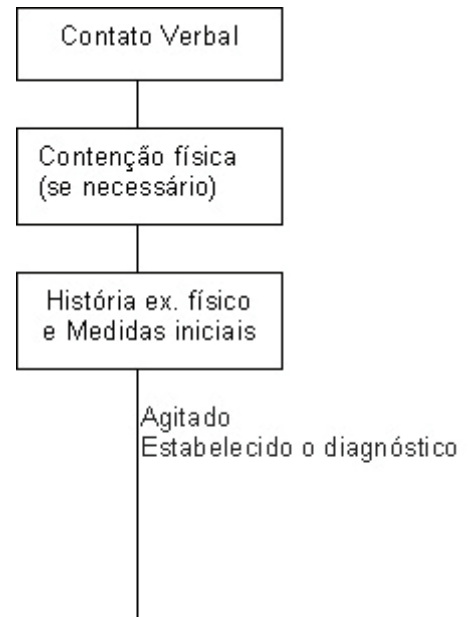 Contato Verbal
Contenção física
(se necessário)
História ex. físico
e Medidas iniciais
Agitado
Estabelecido o diagnóstico